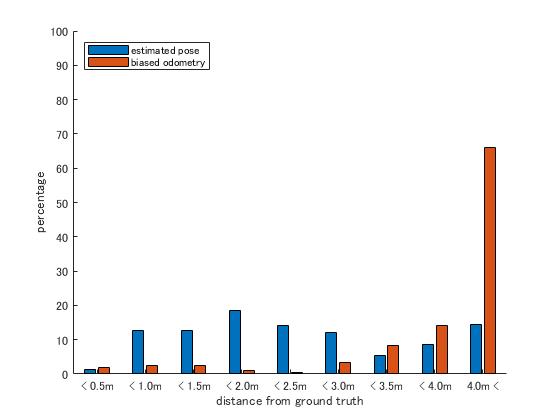 100
90
80
70
60
50
40
30
20
10
0
percentage
estimated pose
biased odometry
< 0.5m < 1.0m < 1.5m < 2.0m < 2.5m < 3.0m < 3.5m < 4.0m 4.0m <
distance from ground truth